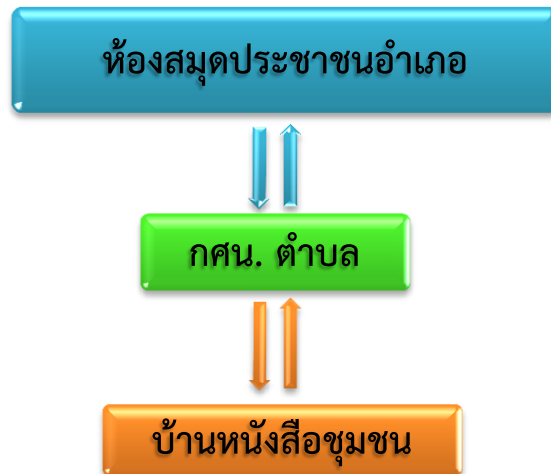 ห้องสมุดประชาชนอำเภอ
กศน. ตำบล
บ้านหนังสือชุมชน